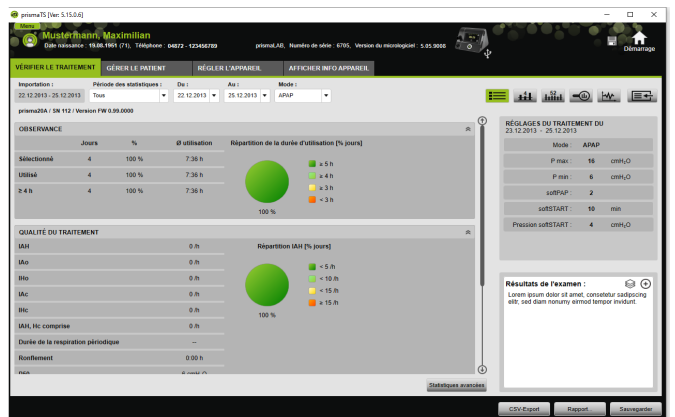 prismaTS [Ver: 5.15.0.6]
Menu
Mustermann, Maximilian
Date naissance : 19.08.1951 (71), Téléphone : 04872 - 123456789
prismaLAB, Numéro de série : 6705, Version du micrologiciel : 5.05.9008
Démarrage
VÉRIFIER LE TRAITEMENT
GÉRER LE PATIENT
RÉGLER L'APPAREIL
AFFICHER INFO APPAREIL
Importation : Période des statistiques : Du : Au : Mode :
22.12.2013 - 25.12.2013 Tous 22.12.2013 25.12.2013 APAP
prisma20A / SN 112 / Version FW 0.99.0000
OBSERVANCE
Jours % Ø utilisation Répartition de la durée d'utilisation [% jours]
Sélectionné 4 100 % 7:36 h
Utilisé 4 100 % 7:36 h
≥ 4 h 4 100 % 7:36 h
≥ 5 h
≥ 4 h
≥ 3 h
< 3 h
100 %
QUALITÉ DU TRAITEMENT
IAH 0 /h
IAo 0 /h
IHo 0 /h
IAc 0 /h
IHc 0 /h
IAH, Hc comprise 0 /h
Durée de la respiration périodique --
Ronflement 0:00 h
Répartition IAH [% jours]
< 5 /h
< 10 /h
< 15 /h
≥ 15 /h
100 %
Statistiques avancées
RÉGLAGES DU TRAITEMENT DU
23.12.2013 - 25.12.2013
Mode : APAP
P max : 16 cmH₂O
P min : 6 cmH₂O
softPAP : 2
softSTART : 10 min
Pression softSTART : 4 cmH₂O
Résultats de l'examen :
Lorem ipsum dolor sit amet, consetetur sadipscing
elitr, sed diam nonumy eirmod tempor invidunt.
CSV-Export
Rapport...
Sauvegarder